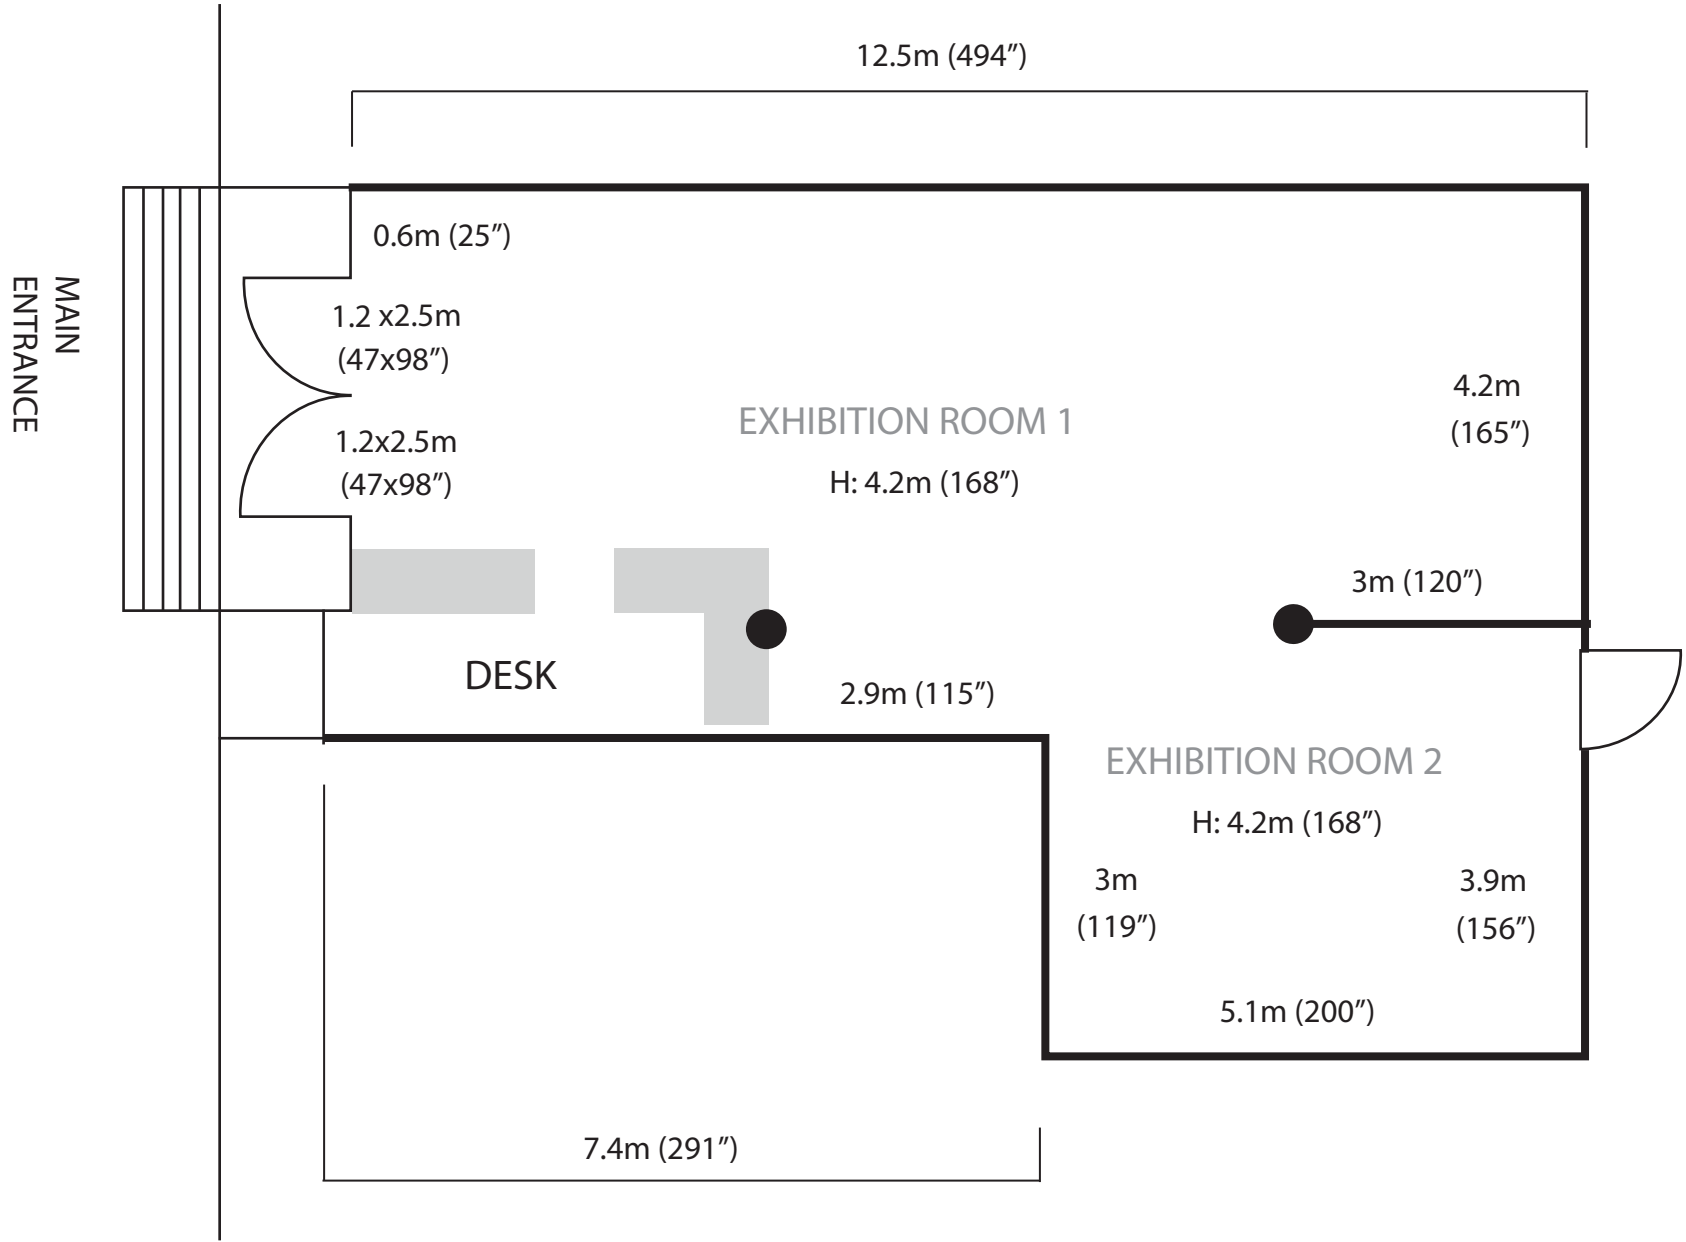 12.5m (494”)
0.6m (25”)
MAIN
ENTRANCE
1.2 x2.5m
(47x98”)
4.2m
(165”)
EXHIBITION ROOM 1
1.2x2.5m
(47x98”)
H: 4.2m (168”)
3m (120”)
DESK
2.9m (115”)
EXHIBITION ROOM 2
H: 4.2m (168”)
3m
(119”)
3.9m
(156”)
5.1m (200”)
7.4m (291”)